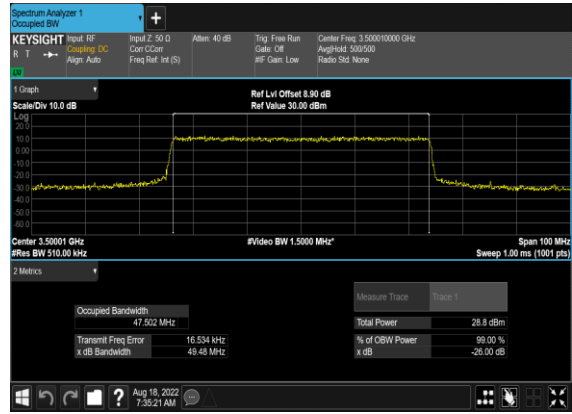 Spectrum Analyzer 1
Occupied BW
KEYSIGHT Input: RF Input Z: 50 Ω Atten: 40 dB Trig: Free Run Center Freq: 3.500010000 GHz
R T Coupling: DC Corr CCorr Gate: Off Avg|Hold: 500/500
Align: Auto Freq Ref: Int (S) #IF Gain: Low Radio Std: None
LXI
1 Graph Ref Lvl Offset 8.90 dB
Scale/Div 10.0 dB Ref Value 30.00 dBm
Log
20.0
10.0
0.00
-10.0
-20.0
-30.0
-40.0
-50.0
-60.0
Center 3.50001 GHz #Video BW 1.5000 MHz* Span 100 MHz
#Res BW 510.00 kHz Sweep 1.00 ms (1001 pts)
2 Metrics
Measure Trace Trace 1
Occupied Bandwidth
47.502 MHz Total Power 28.8 dBm
Transmit Freq Error 16.534 kHz % of OBW Power 99.00 %
x dB Bandwidth 49.48 MHz x dB -26.00 dB
? Aug 18, 2022
7:35:21 AM